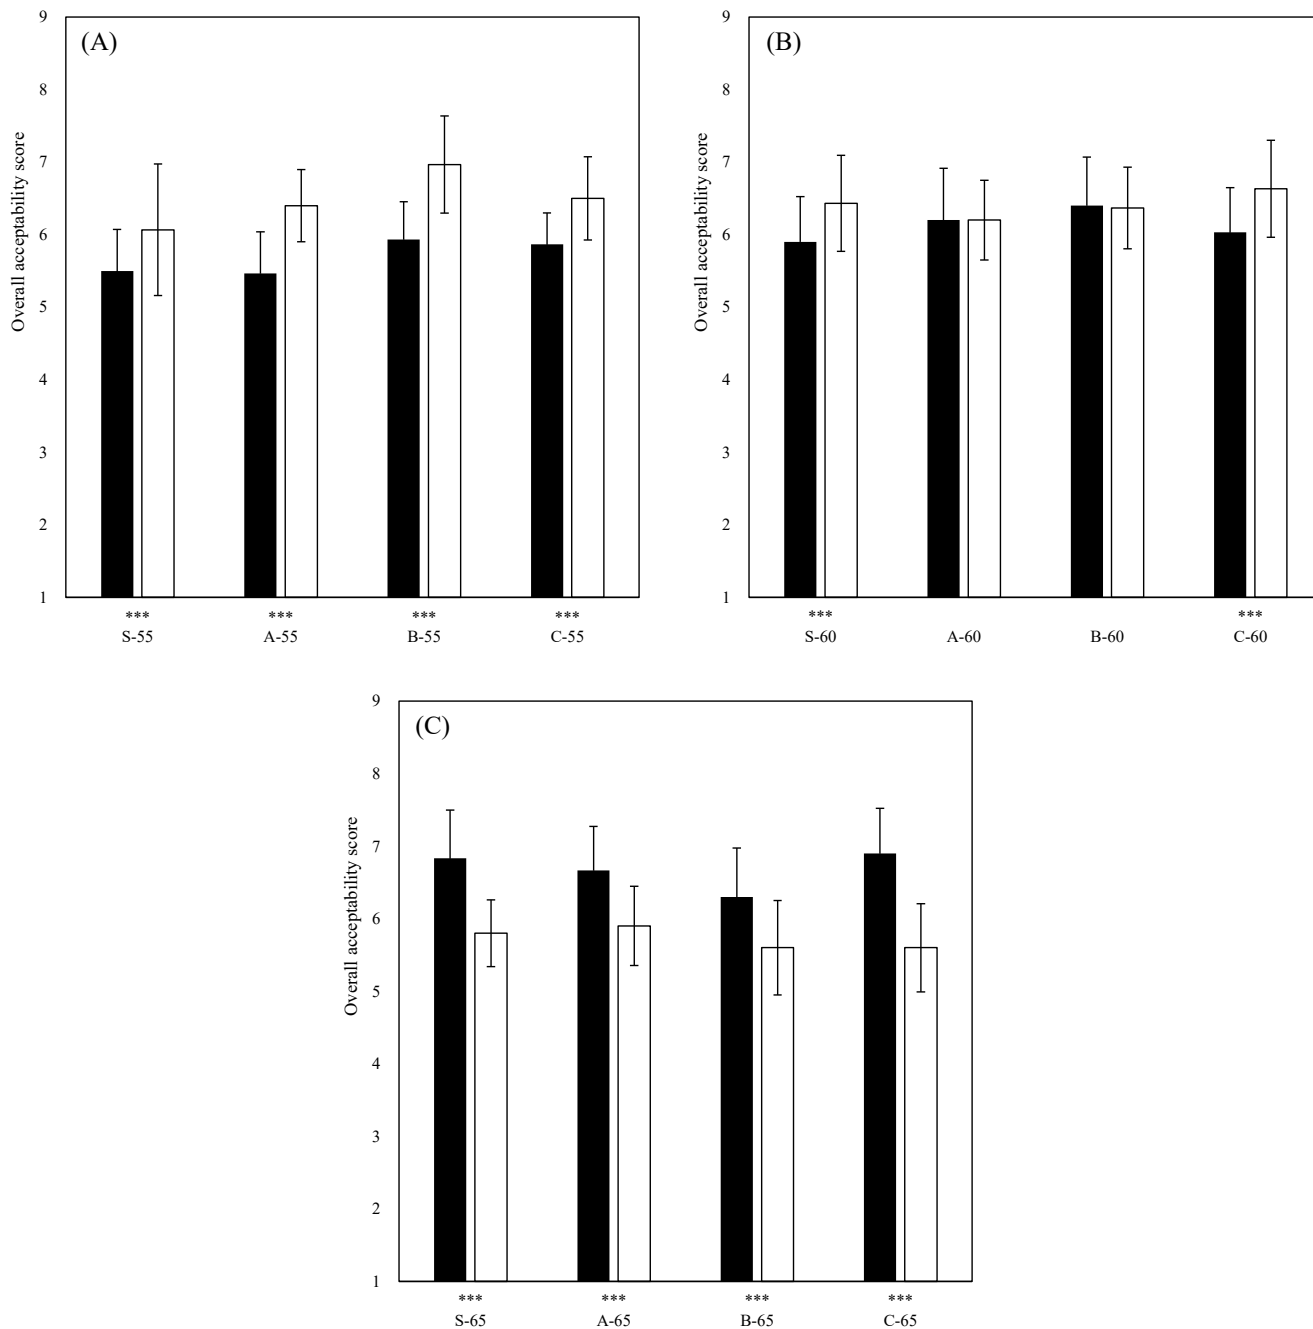 (A)
Overall acceptability score
9
8
7
6
5
4
3
2
1
*** *** *** ***
S-55 A-55 B-55 C-55
(B)
Overall acceptability score
9
8
7
6
5
4
3
2
1
*** ***
S-60 A-60 B-60 C-60
(C)
Overall acceptability score
9
8
7
6
5
4
3
2
1
*** *** *** ***
S-65 A-65 B-65 C-65